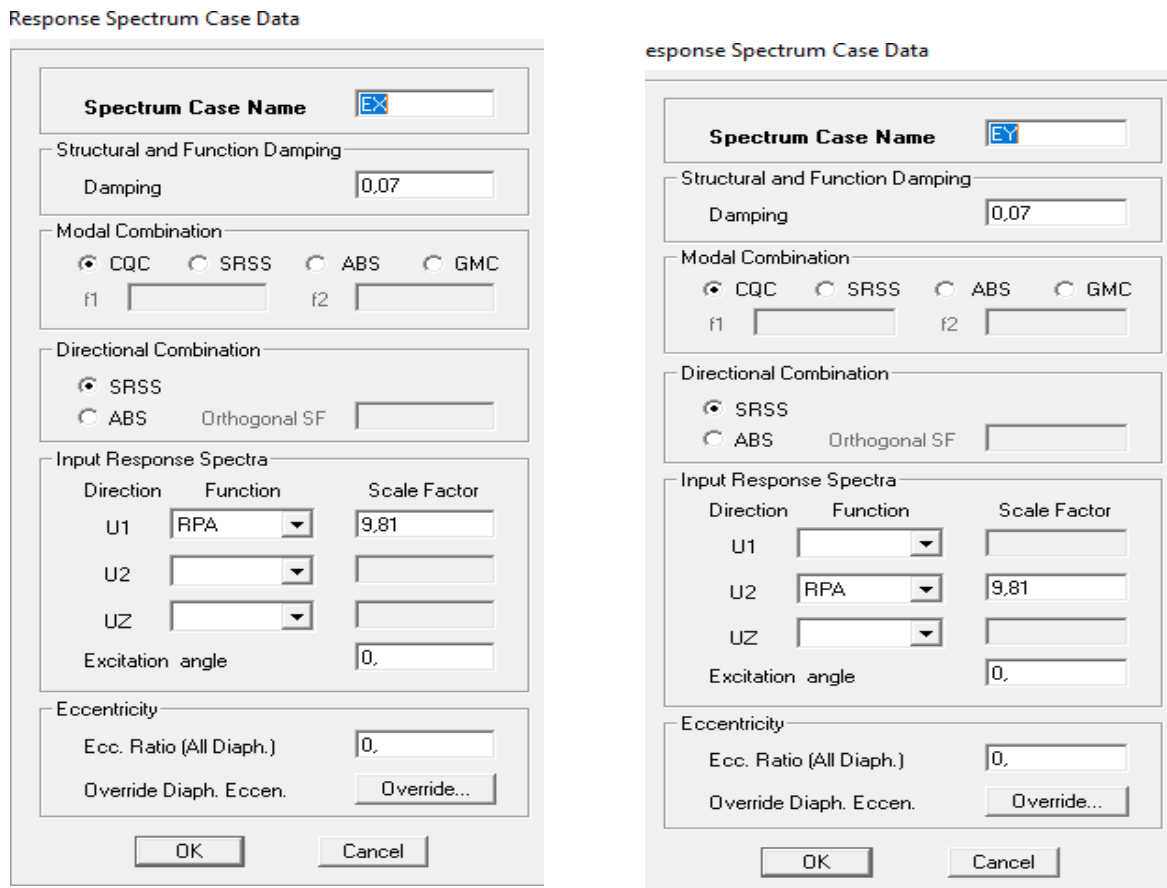 Response Spectrum Case Data
Spectrum Case Name EX
Structural and Function Damping
Damping 0,07
Modal Combination
CQC SRSS ABS GMC
f1 f2
Directional Combination
SRSS
ABS Orthogonal SF
Input Response Spectra
Direction Function Scale Factor
U1 RPA 9,81
U2
UZ
Excitation angle 0,
Eccentricity
Ecc. Ratio (All Diaph.) 0,
Override Diaph. Eccen. Override...
OK Cancel
esponse Spectrum Case Data
Spectrum Case Name EY
Structural and Function Damping
Damping 0,07
Modal Combination
CQC SRSS ABS GMC
f1 f2
Directional Combination
SRSS
ABS Orthogonal SF
Input Response Spectra
Direction Function Scale Factor
U1
U2 RPA 9,81
UZ
Excitation angle 0,
Eccentricity
Ecc. Ratio (All Diaph.) 0,
Override Diaph. Eccen. Override...
OK Cancel